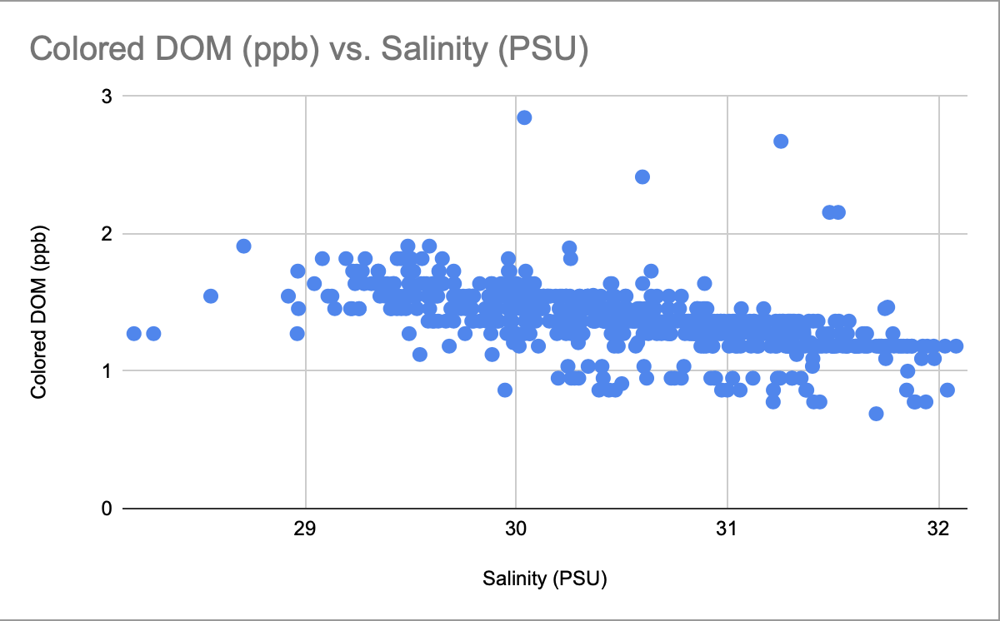 Colored DOM (ppb) vs. Salinity (PSU)
3
2
1
0
Colored DOM (ppb)
29 30 31 32
Salinity (PSU)